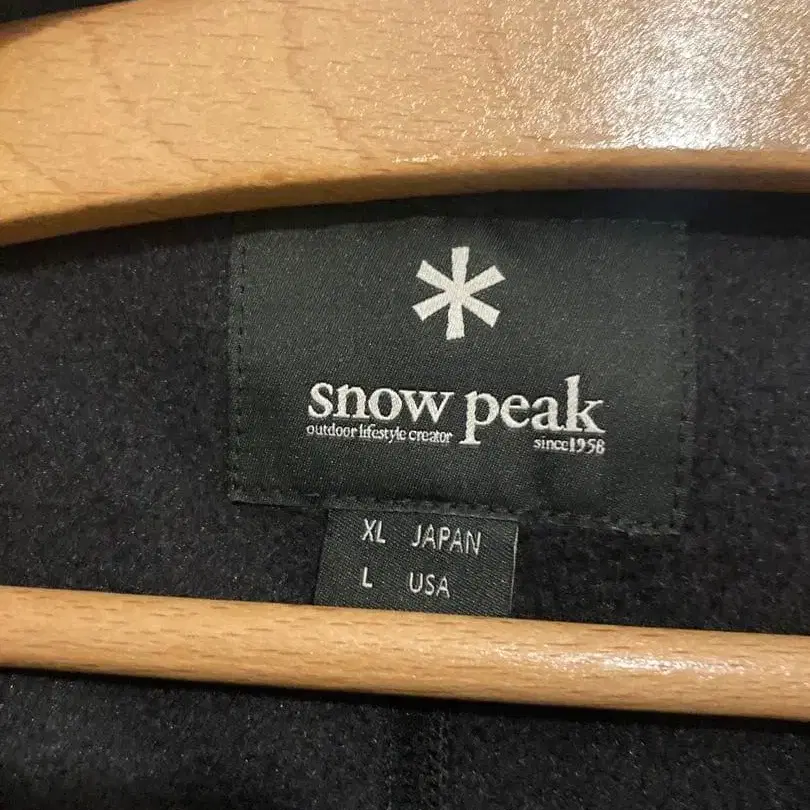 snow peak
outdoor lifestyle creator since1958
XL JAPAN
L USA